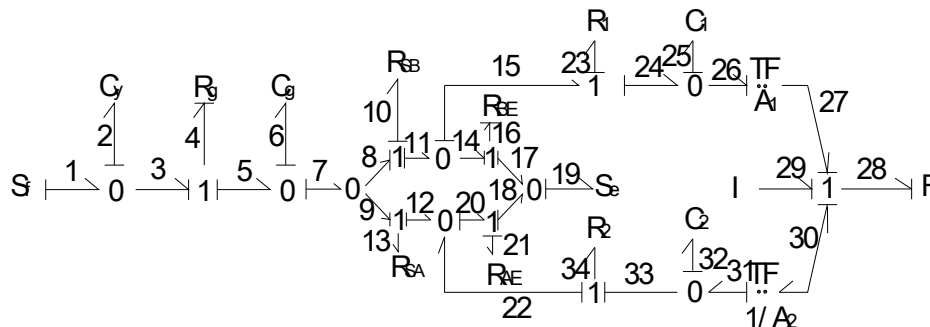 R1 C1
RSB 15 23 24 25 26 TF
Cy Rg Cg 1 0 A1
10 RBE 27
2 4 6 11 14 16
8 1 0 1 17
1 3 5 7 29 28
Sf 0 1 0 0 18 0 19 Se I 1
9 12 20
1 0 1 R2 C2
13 21 30
RSA RAE 34 33 32 31 TF
22 1 0 1/A2